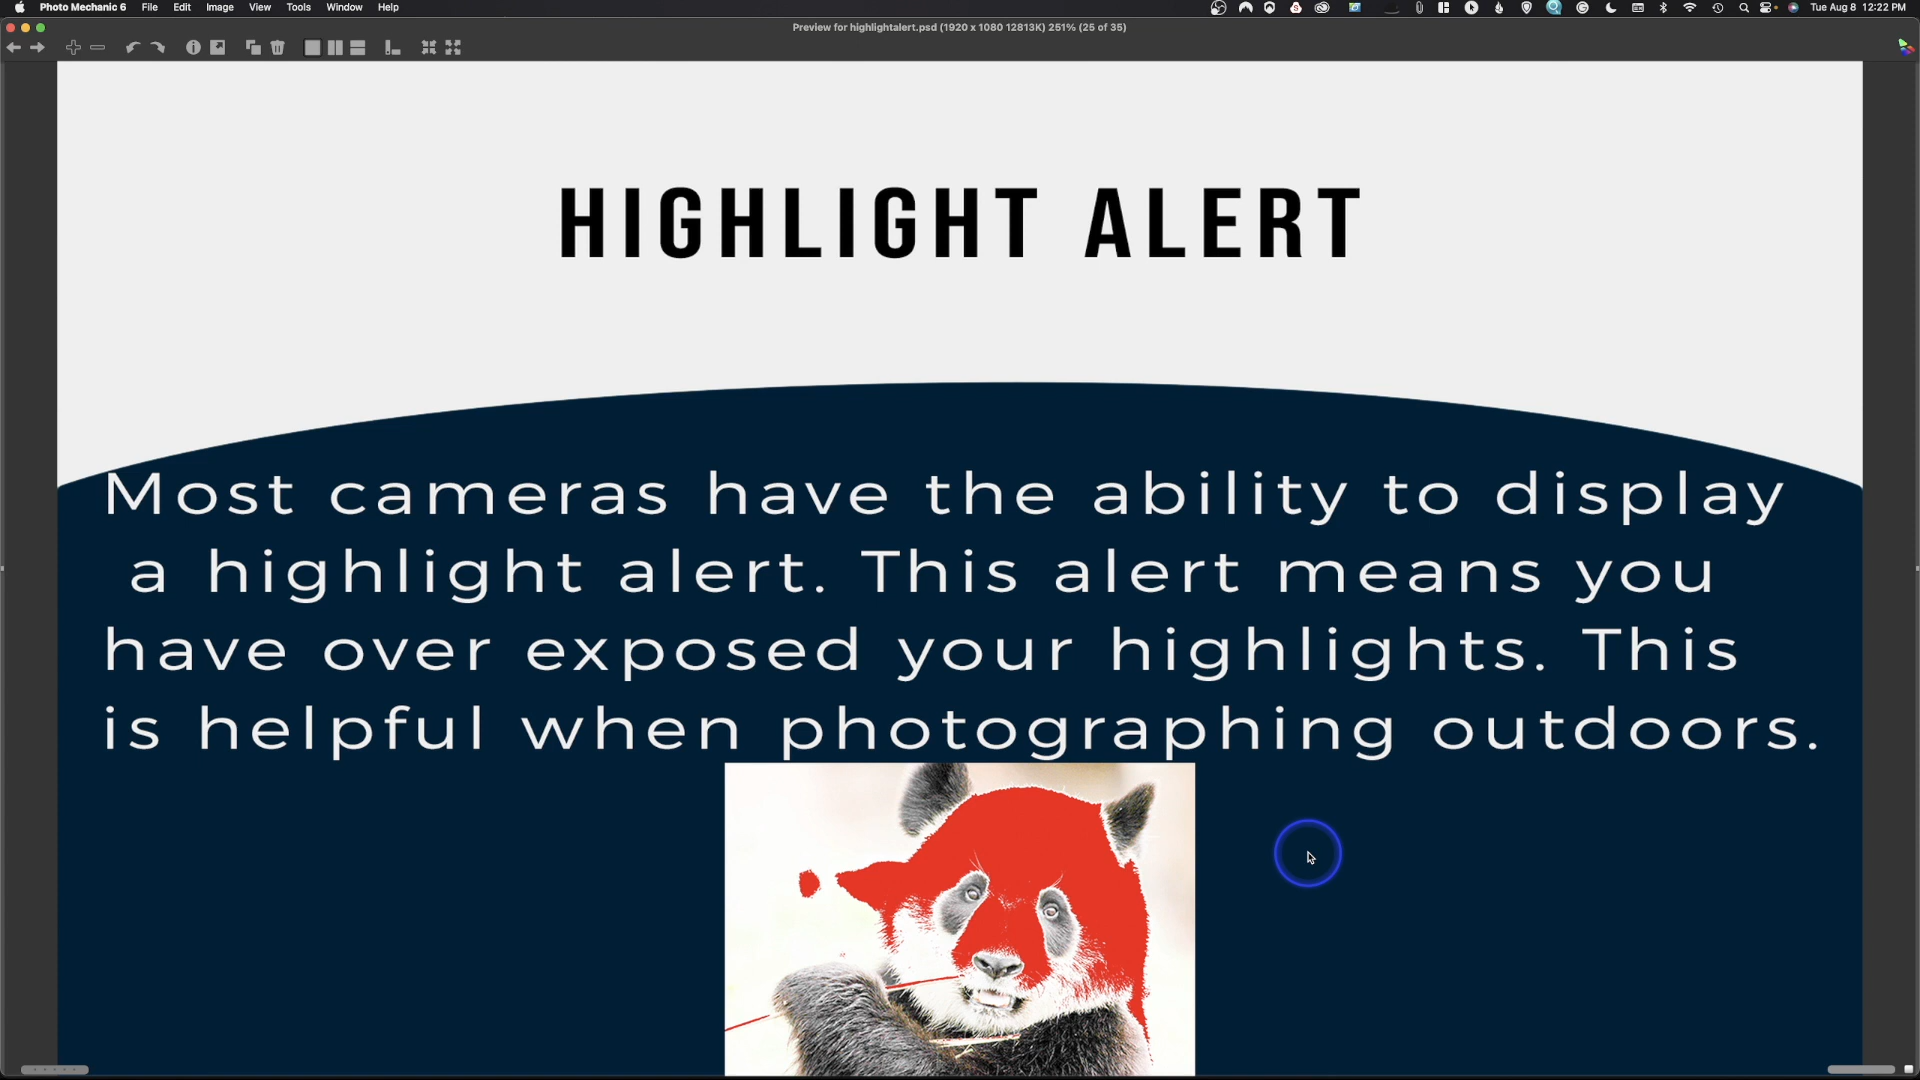 Photo Mechanic 6 File Edit Image View Tools Window Help Tue Aug 8 12:22 PM
Preview for highlightalert.psd (1920 x 1080 12813K) 251% (25 of 35)
HIGHLIGHT ALERT
Most cameras have the ability to display
a highlight alert. This alert means you
have over exposed your highlights. This
is helpful when photographing outdoors.